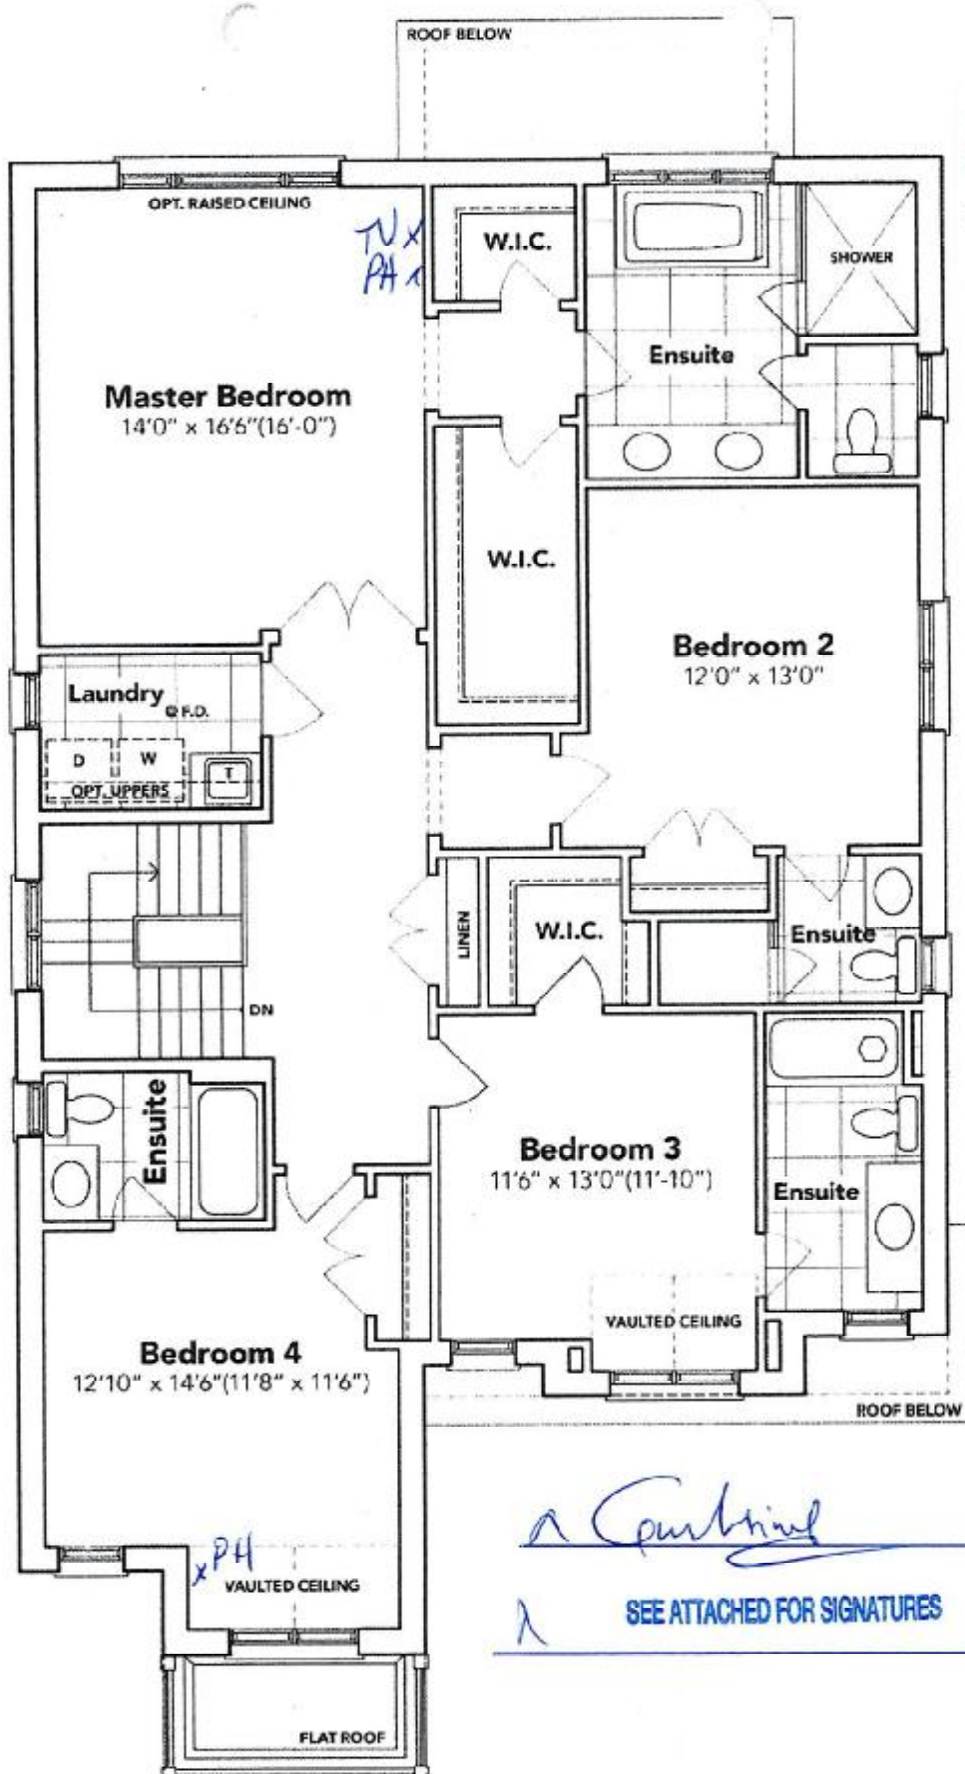 ROOF BELOW
OPT. RAISED CEILING
TV x
PH x
W.I.C.
SHOWER
Ensuite
Master Bedroom
14'0" x 16'6"(16'-0")
W.I.C.
Bedroom 2
12'0" x 13'0"
Laundry
F.D.
D
W
T
OPT. UPPERS
LINEN
W.I.C.
Ensuite
DN
Ensuite
Bedroom 3
11'6" x 13'0"(11'-10")
Ensuite
VAULTED CEILING
Bedroom 4
12'10" x 14'6"(11'8" x 11'6")
ROOF BELOW
x PH
VAULTED CEILING
SEE ATTACHED FOR SIGNATURES
FLAT ROOF